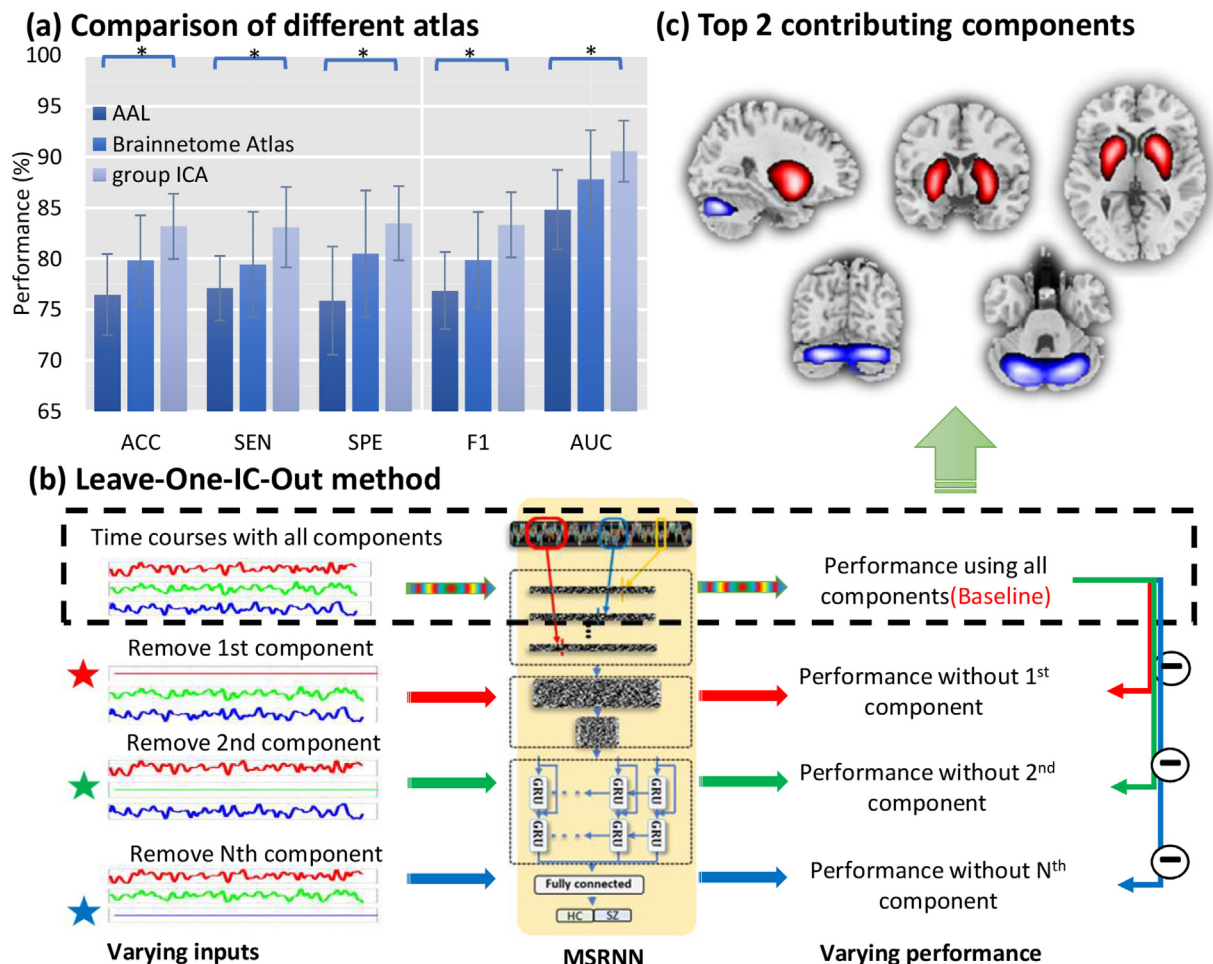 (a) Comparison of different atlas
100
95
90
85
80
75
70
65
Performance (%)
* * * * *
AAL
Brainnetome Atlas
group ICA
ACC SEN SPE F1 AUC
(c) Top 2 contributing components
(b) Leave-One-IC-Out method
Time courses with all components
Performance using all
components(Baseline)
Remove 1st component
Performance without 1st
component
Remove 2nd component
Performance without 2nd
component
Remove Nth component
Performance without Nth
component
GRU GRU GRU
GRU GRU GRU
Fully connected
HC SZ
Varying inputs
MSRNN
Varying performance